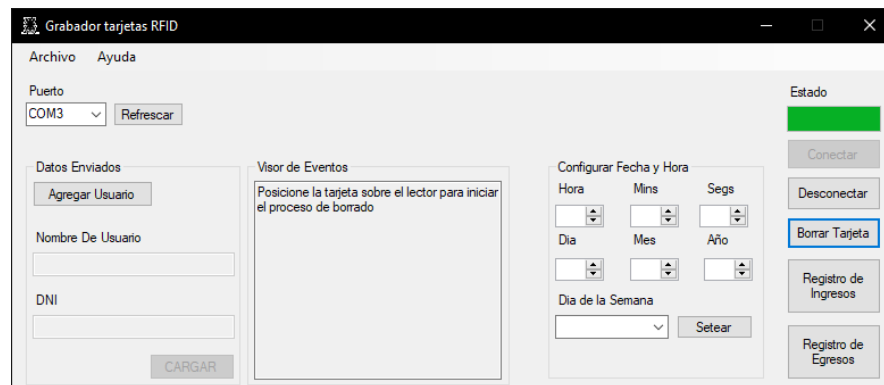 Grabador tarjetas RFID
Archivo Ayuda
Puerto
COM3 Refrescar
Estado
Conectar
Desconectar
Borrar Tarjeta
Registro de
Ingresos
Registro de
Egresos
Datos Enviados
Agregar Usuario
Nombre De Usuario
DNI
CARGAR
Visor de Eventos
Posicione la tarjeta sobre el lector para iniciar
el proceso de borrado
Configurar Fecha y Hora
Hora Mins Segs
Dia Mes Año
Dia de la Semana
Setear